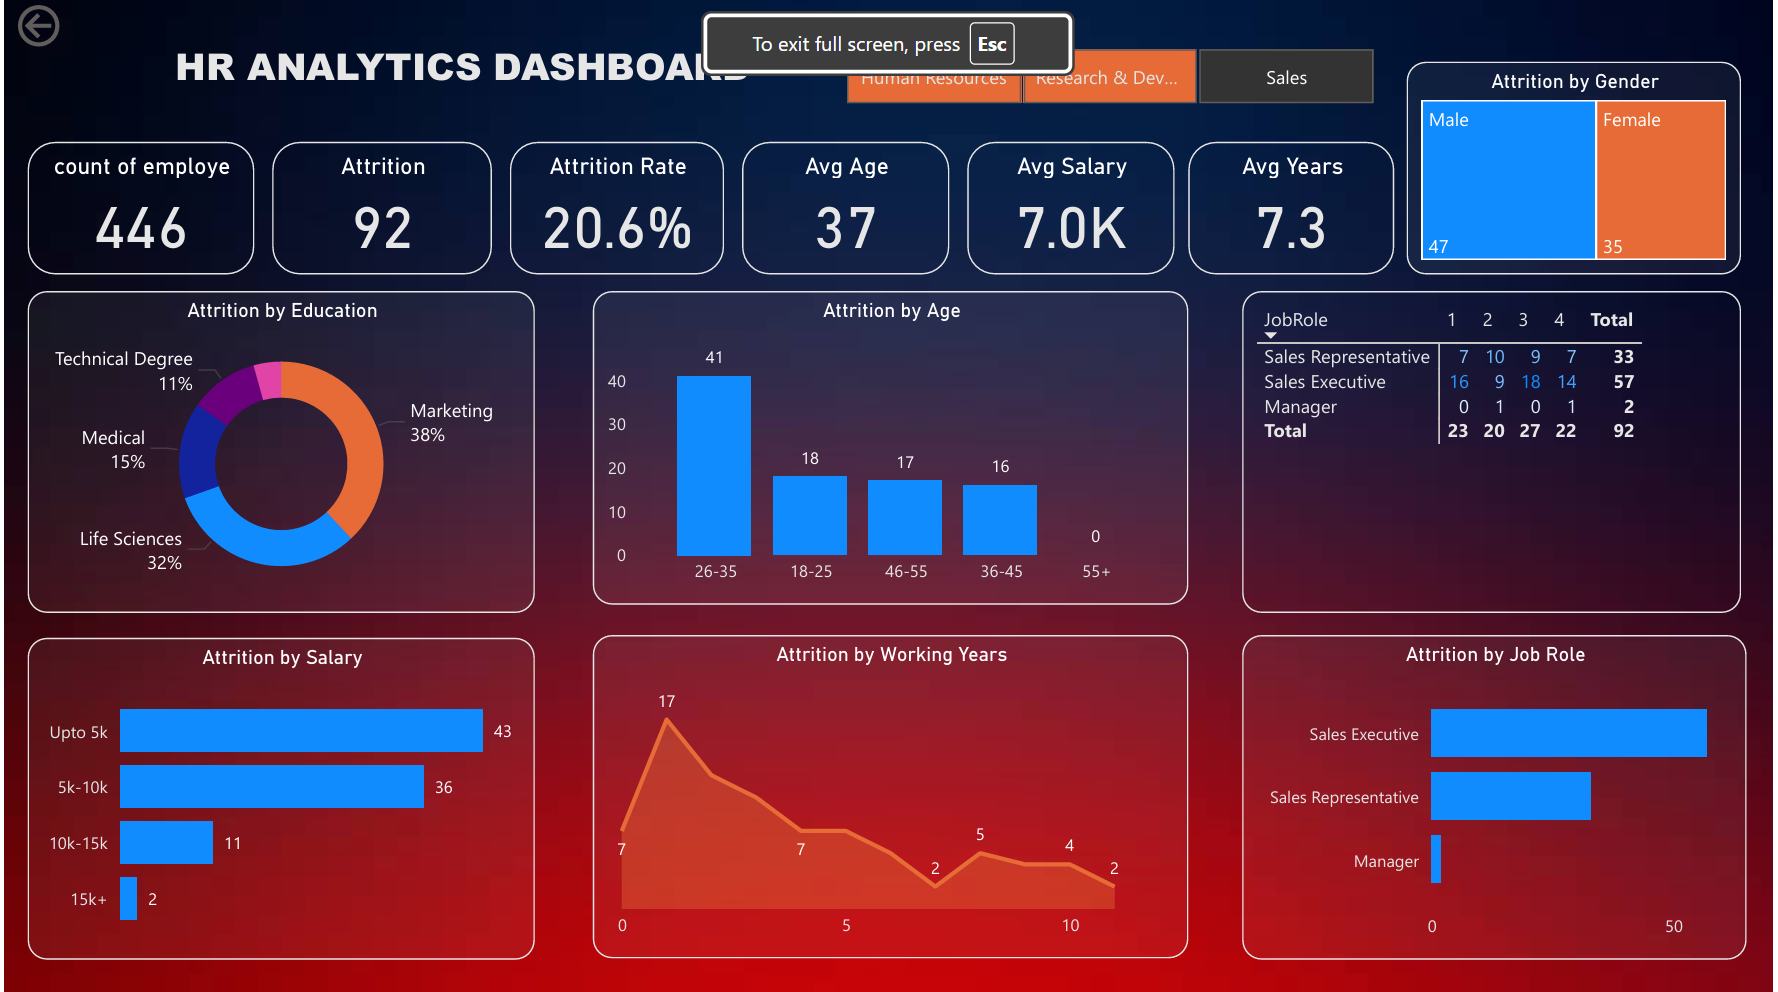 To exit full screen, press Esc
HR ANALYTICS DASHBOARD
Human Resources
Research & Dev...
Sales
Attrition by Gender
Male
Female
47
35
count of employe
446
Attrition
92
Attrition Rate
20.6%
Avg Age
37
Avg Salary
7.0K
Avg Years
7.3
Attrition by Education
Technical Degree
11%
Marketing
38%
Medical
15%
Life Sciences
32%
Attrition by Age
41
18
17
16
0
40
30
20
10
0
26-35 18-25 46-55 36-45 55+
JobRole 1 2 3 4 Total
Sales Representative 7 10 9 7 33
Sales Executive 16 9 18 14 57
Manager 0 1 0 1 2
Total 23 20 27 22 92
Attrition by Salary
Upto 5k 43
5k-10k 36
10k-15k 11
15k+ 2
Attrition by Working Years
17
7
7
2
5
4
2
0 5 10
Attrition by Job Role
Sales Executive
Sales Representative
Manager
0 50